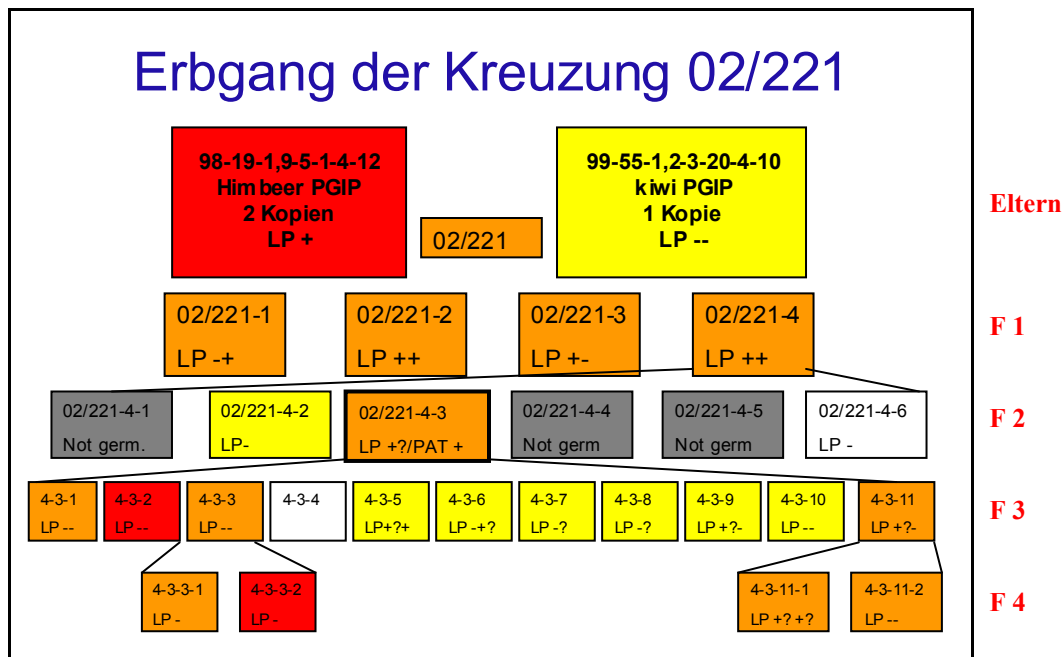 Erbgang der Kreuzung 02/221
98-19-1,9-5-1-4-12
Himbeer PGIP
2 Kopien
LP +
02/221
99-55-1,2-3-20-4-10
kiwi PGIP
1 Kopie
LP --
Eltern
02/221-1
LP -+
02/221-2
LP ++
02/221-3
LP +-
02/221-4
LP ++
F 1
02/221-4-1
Not germ.
02/221-4-2
LP-
02/221-4-3
LP +?/PAT +
02/221-4-4
Not germ
02/221-4-5
Not germ
02/221-4-6
LP -
F 2
4-3-1
LP --
4-3-2
LP --
4-3-3
LP --
4-3-4
4-3-5
LP+?+
4-3-6
LP -+?
4-3-7
LP -?
4-3-8
LP -?
4-3-9
LP +?-
4-3-10
LP --
4-3-11
LP +?-
F 3
4-3-3-1
LP -
4-3-3-2
LP -
4-3-11-1
LP +? +?
4-3-11-2
LP --
F 4